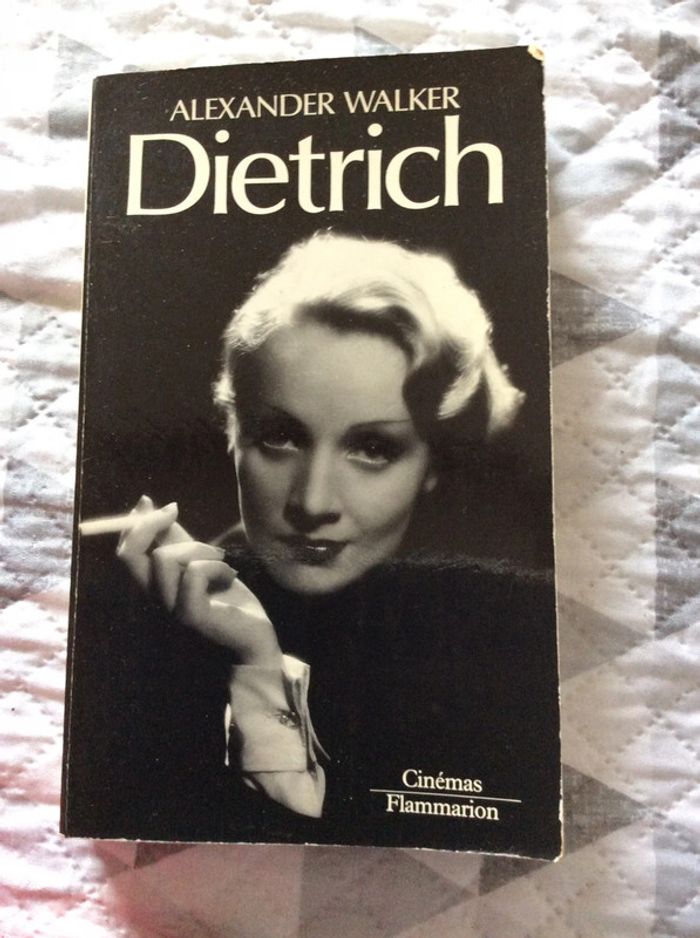 ALEXANDER WALKER
Dietrich
Cinémas
Flammarion